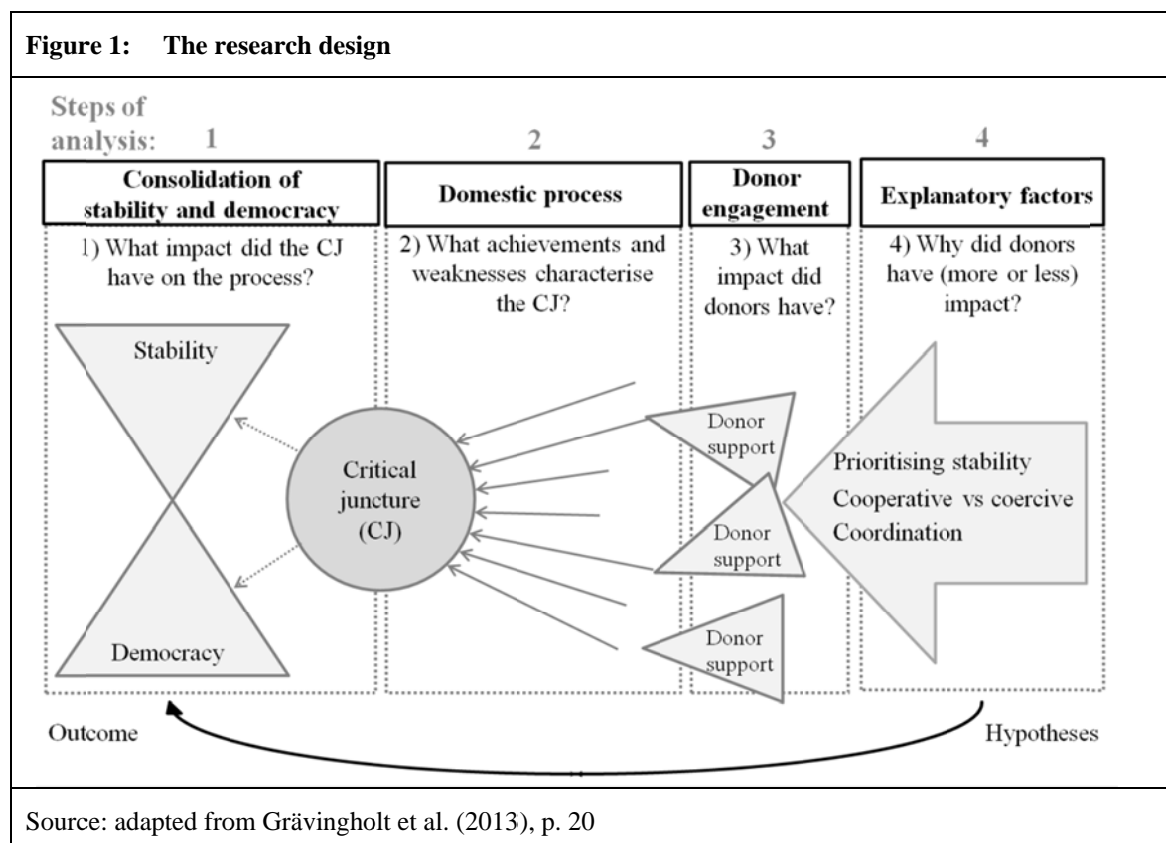 Figure 1: The research design
Steps of
analysis: 1 2 3 4
Consolidation of
stability and democracy
Domestic process
Donor
engagement
Explanatory factors
1) What impact did the CJ
have on the process?
2) What achievements and
weaknesses characterise
the CJ?
3) What
impact did
donors have?
4) Why did donors
have (more or less)
impact?
Stability
Democracy
Critical
juncture
(CJ)
Donor
support
Donor
support
Donor
support
Prioritising stability
Cooperative vs coercive
Coordination
Outcome
Hypotheses
Source: adapted from Grävingholt et al. (2013), p. 20